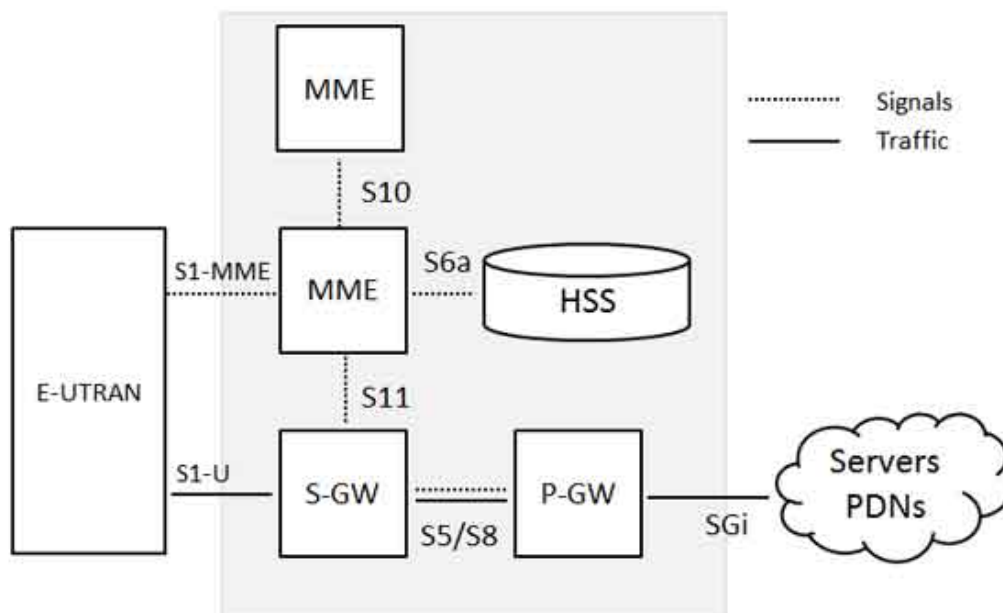 MME
Signals
Traffic
S10
S1-MME
MME
S6a
HSS
E-UTRAN
S11
S1-U
S-GW
S5/S8
P-GW
SGi
Servers
PDNs